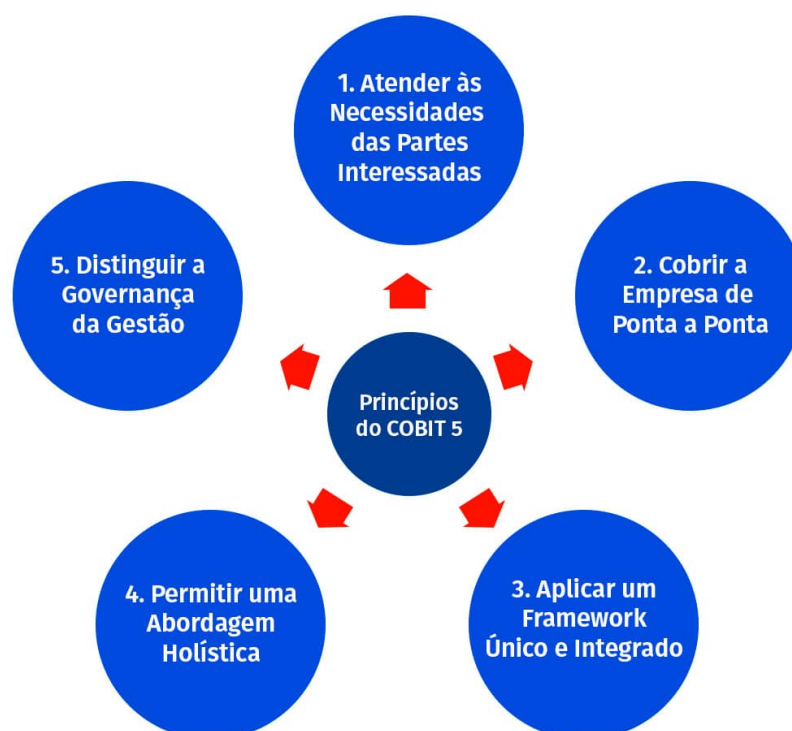 1. Atender às
Necessidades
das Partes
Interessadas
2. Cobrir a
Empresa de
Ponta a Ponta
3. Aplicar um
Framework
Único e Integrado
4. Permitir uma
Abordagem
Holística
5. Distinguir a
Governança
da Gestão
Princípios
do COBIT 5